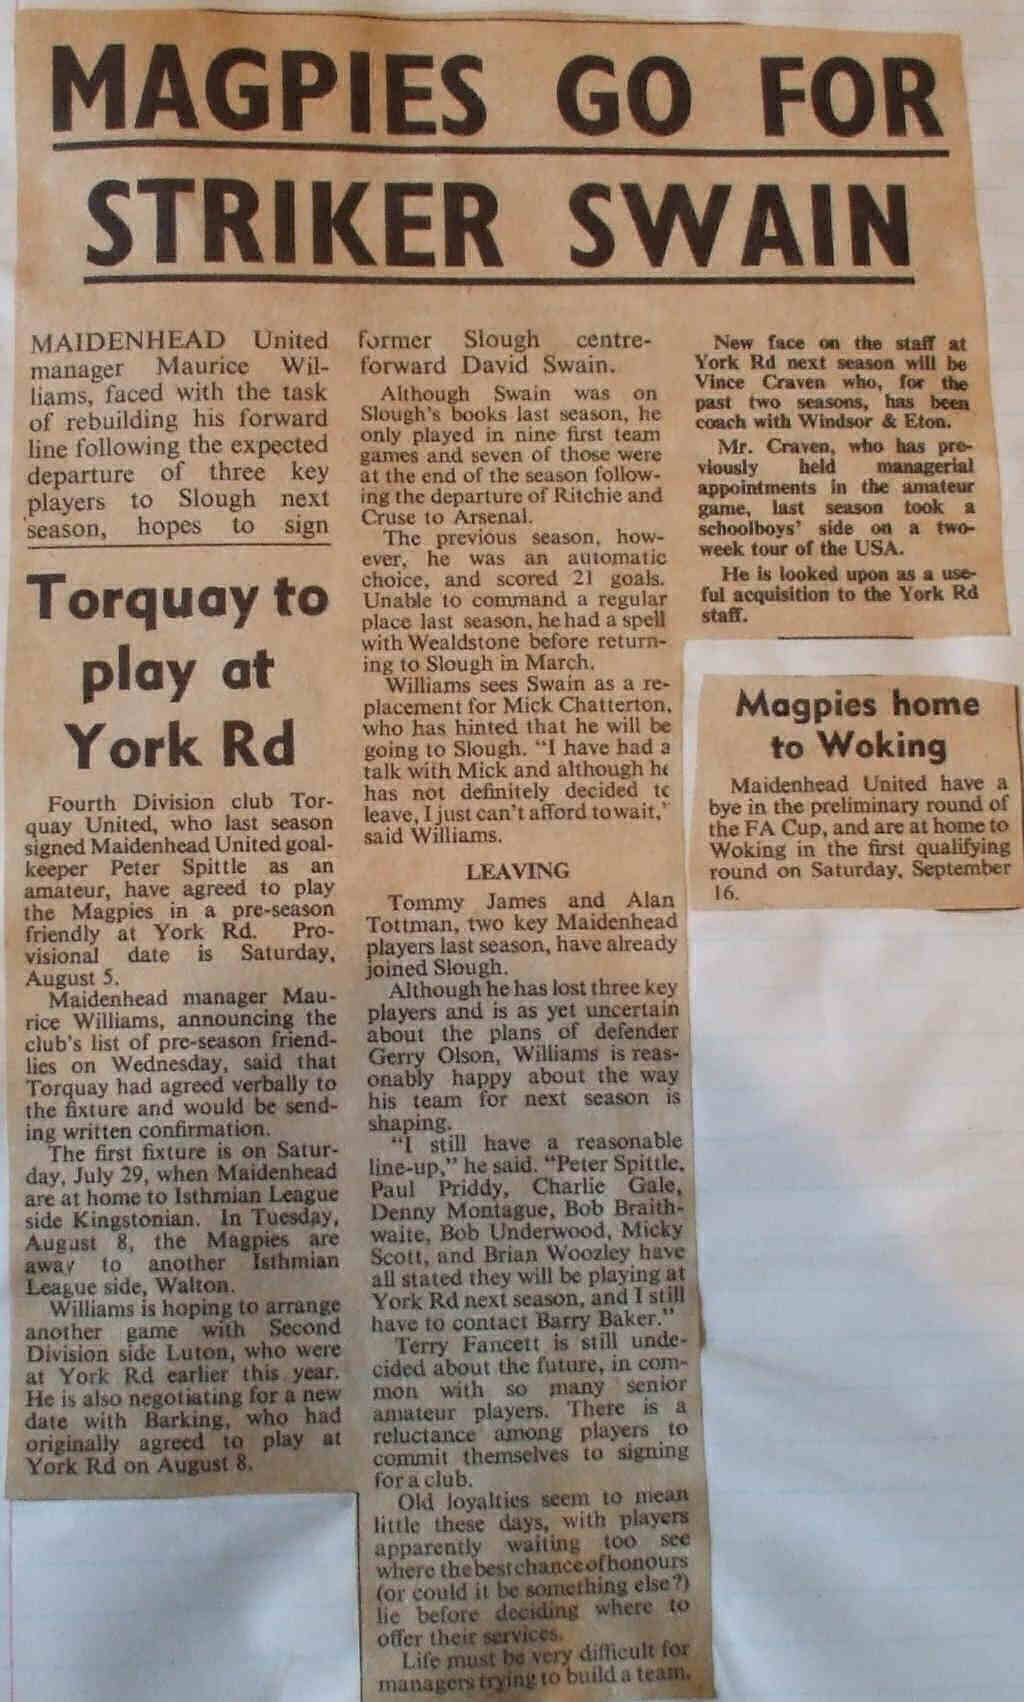 MAGPIES GO FOR
STRIKER SWAIN
MAIDENHEAD United
manager Maurice Wil-
liams, faced with the task
of rebuilding his forward
line following the expected
departure of three key
players to Slough next
season, hopes to sign
former Slough centre-
forward David Swain.
Although Swain was on
Slough's books last season, he
only played in nine first team
games and seven of those were
at the end of the season follow-
ing the departure of Ritchie and
Cruse to Arsenal.
The previous season, how-
ever, he was an automatic
choice, and scored 21 goals.
Unable to command a regular
place last season, he had a spell
with Wealdstone before return-
ing to Slough in March.
Williams sees Swain as a re-
placement for Mick Chatterton,
who has hinted that he will be
going to Slough. "I have had a
talk with Mick and although he
has not definitely decided to
leave, I just can't afford to wait,"
said Williams.
LEAVING
Tommy James and Alan
Tottman, two key Maidenhead
players last season, have already
joined Slough.
Although he has lost three key
players and is as yet uncertain
about the plans of defender
Gerry Olson, Williams is reas-
onably happy about the way
his team for next season is
shaping.
"I still have a reasonable
line-up," he said. "Peter Spittle,
Paul Priddy, Charlie Gale,
Denny Montague, Bob Braith-
waite, Bob Underwood, Micky
Scott, and Brian Woozley have
all stated they will be playing at
York Rd next season, and I still
have to contact Barry Baker."
Terry Fancett is still unde-
cided about the future, in com-
mon with so many senior
amateur players. There is a
reluctance among players to
commit themselves to signing
for a club.
Old loyalties seem to mean
little these days, with players
apparently waiting too see
where the best chance of honours
(or could it be something else?)
lie before deciding where to
offer their services.
Life must be very difficult for
managers trying to build a team.
New face on the staff at
York Rd next season will be
Vince Craven who, for the
past two seasons, has been
coach with Windsor & Eton.
Mr. Craven, who has pre-
viously held managerial
appointments in the amateur
game, last season took a
schoolboys' side on a two-
week tour of the USA.
He is looked upon as a use-
ful acquisition to the York Rd
staff.
Torquay to
play at
York Rd
Fourth Division club Tor-
quay United, who last season
signed Maidenhead United goal-
keeper Peter Spittle as an
amateur, have agreed to play
the Magpies in a pre-season
friendly at York Rd. Pro-
visional date is Saturday,
August 5.
Maidenhead manager Mau-
rice Williams, announcing the
club's list of pre-season friend-
lies on Wednesday, said that
Torquay had agreed verbally to
the fixture and would be send-
ing written confirmation.
The first fixture is on Satur-
day, July 29, when Maidenhead
are at home to Isthmian League
side Kingstonian. In Tuesday,
August 8, the Magpies are
away to another Isthmian
League side, Walton.
Williams is hoping to arrange
another game with Second
Division side Luton, who were
at York Rd earlier this year.
He is also negotiating for a new
date with Barking, who had
originally agreed to play at
York Rd on August 8.
Magpies home
to Woking
Maidenhead United have a
bye in the preliminary round of
the FA Cup, and are at home to
Woking in the first qualifying
round on Saturday, September
16.